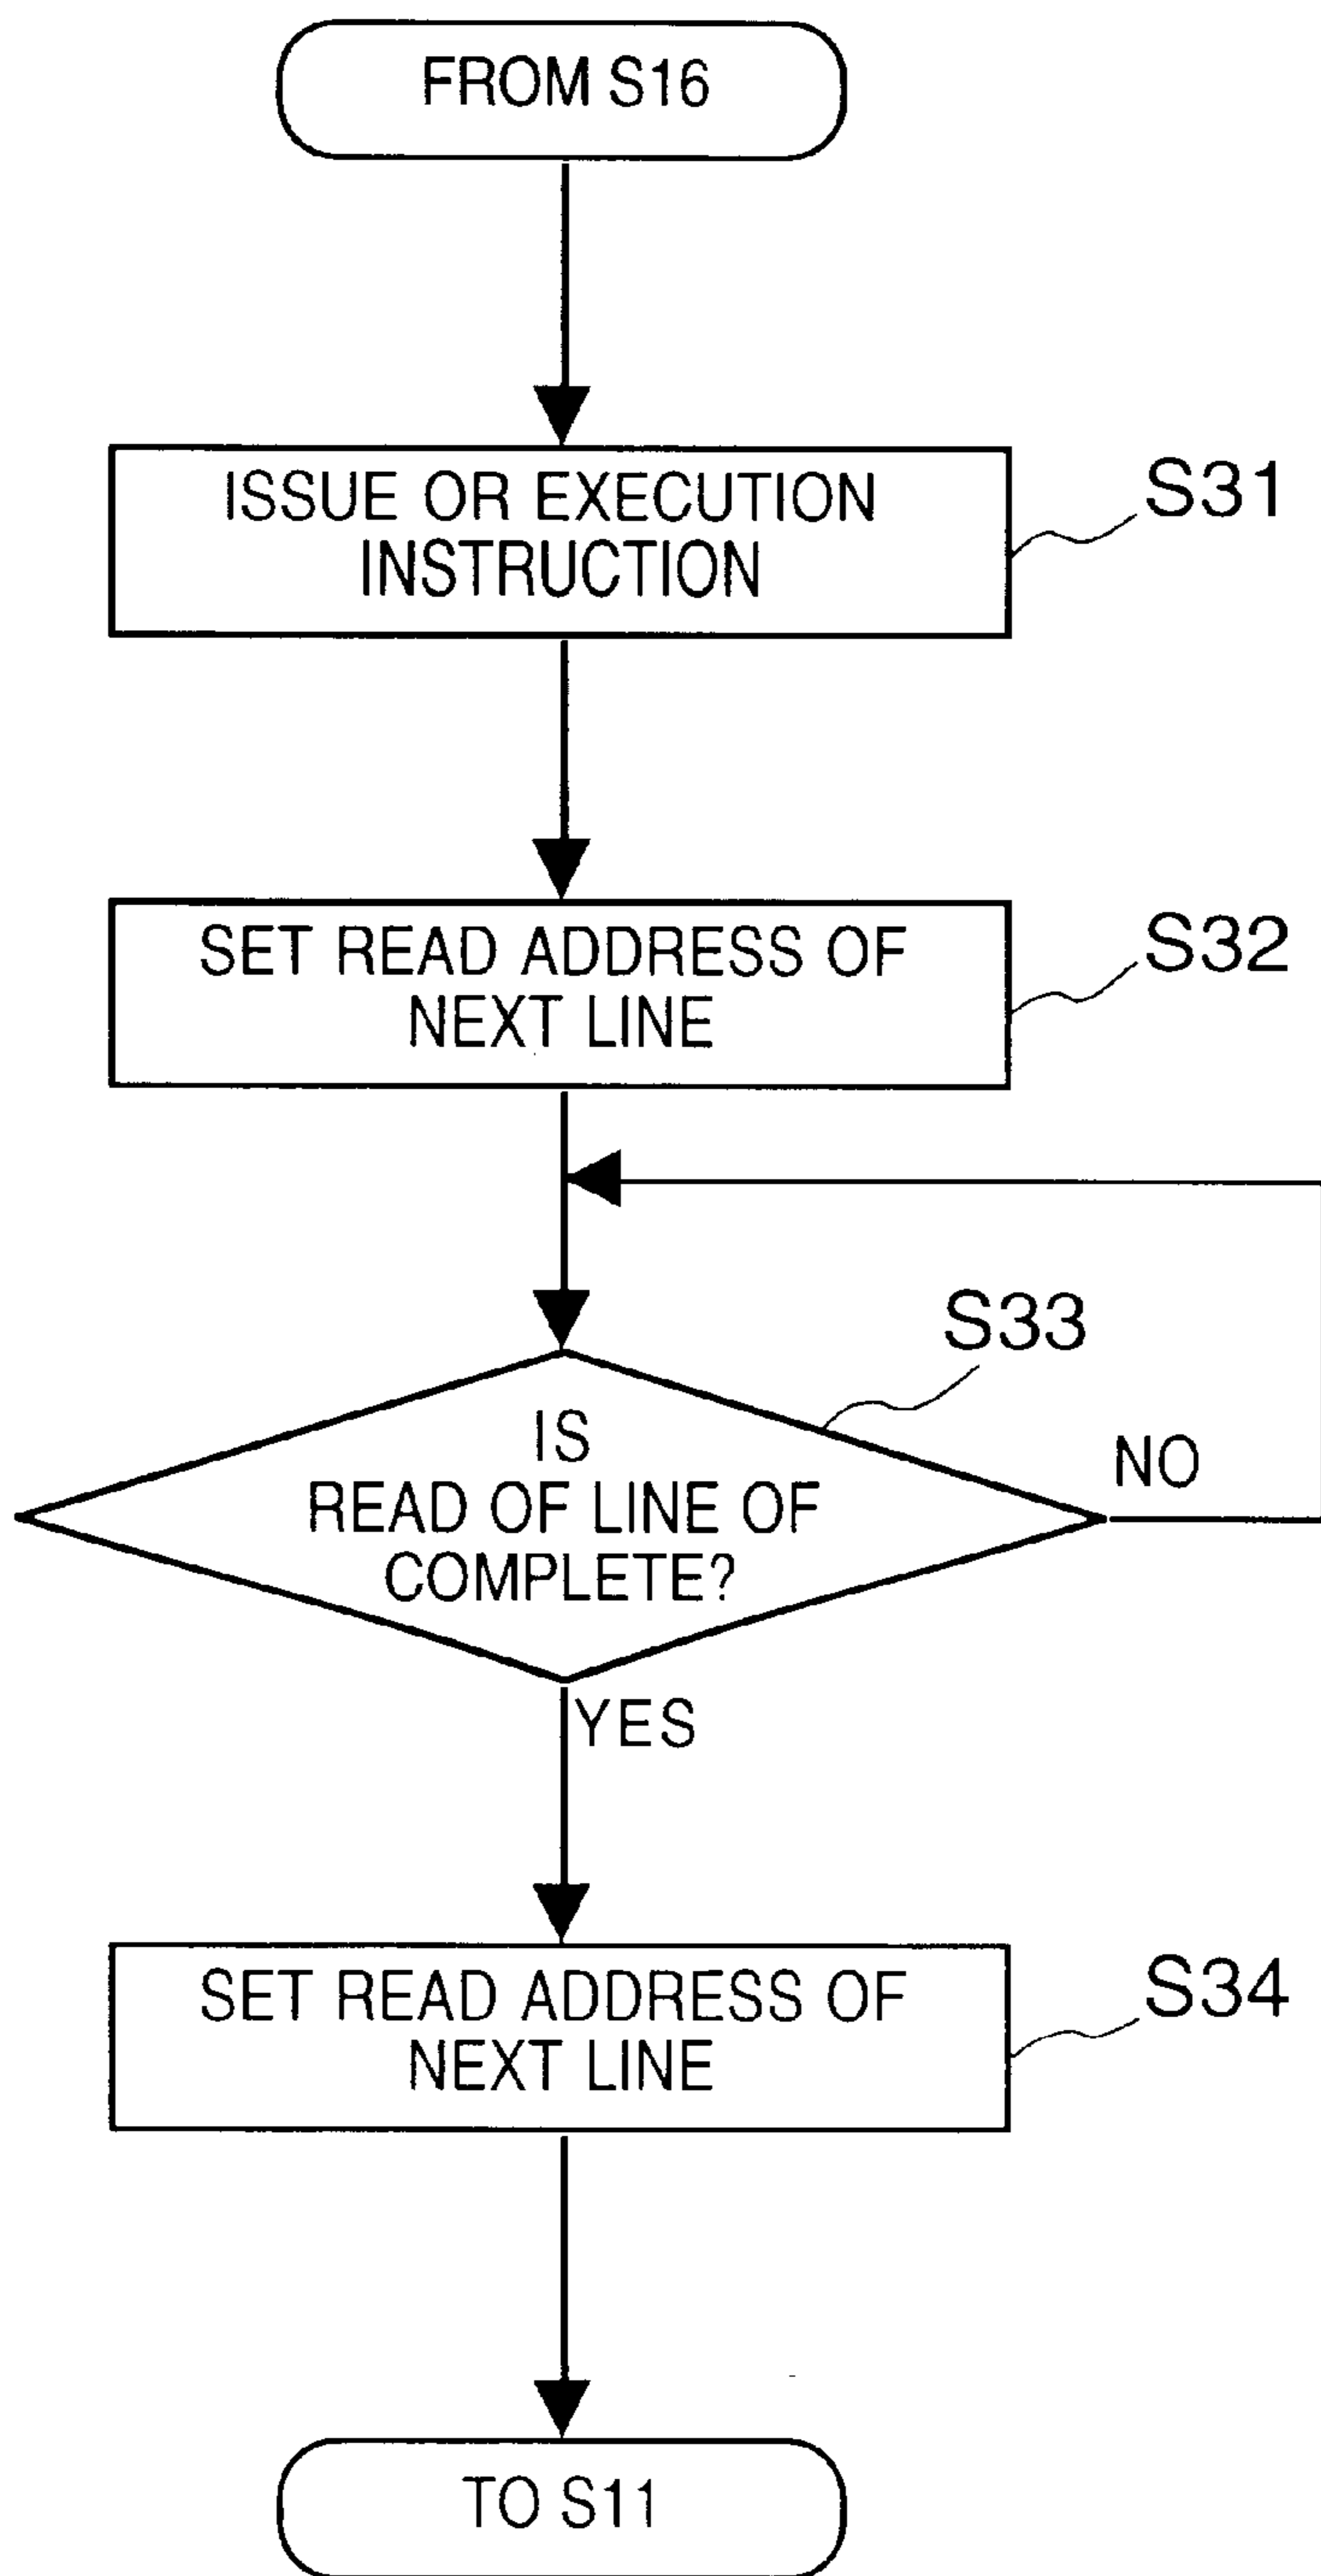 FROM S16
ISSUE OR EXECUTION
INSTRUCTION
S31
SET READ ADDRESS OF
NEXT LINE
S32
S33
IS
READ OF LINE OF
COMPLETE?
NO
YES
SET READ ADDRESS OF
NEXT LINE
S34
TO S11